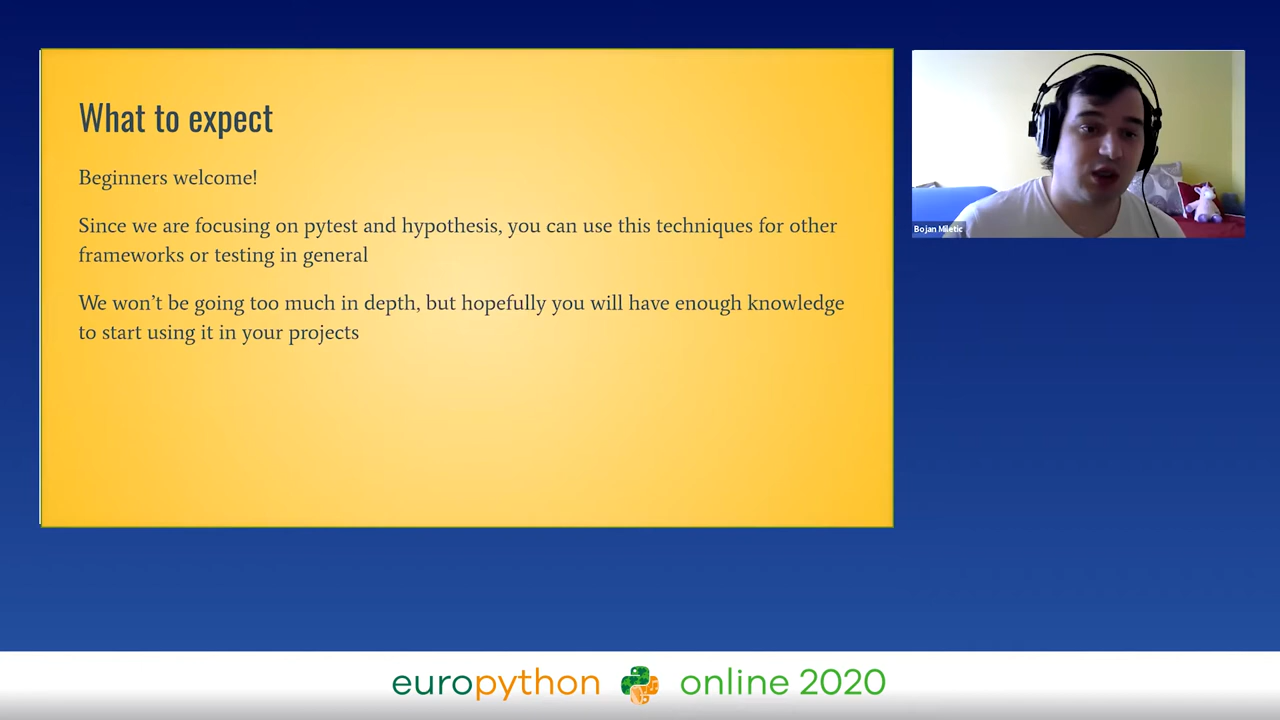 What to expect
Beginners welcome!
Since we are focusing on pytest and hypothesis, you can use this techniques for other
frameworks or testing in general
We won't be going too much in depth, but hopefully you will have enough knowledge
to start using it in your projects
Bojan Miletic
europython online 2020